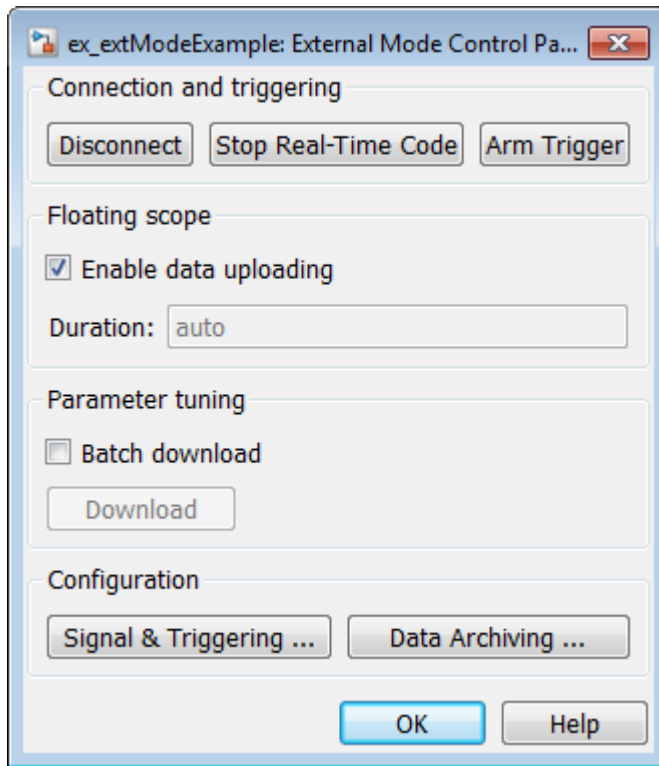 ex_extModeExample: External Mode Control Pa...
Connection and triggering
Disconnect Stop Real-Time Code Arm Trigger
Floating scope
Enable data uploading
Duration: auto
Parameter tuning
Batch download
Download
Configuration
Signal & Triggering ... Data Archiving ...
OK Help